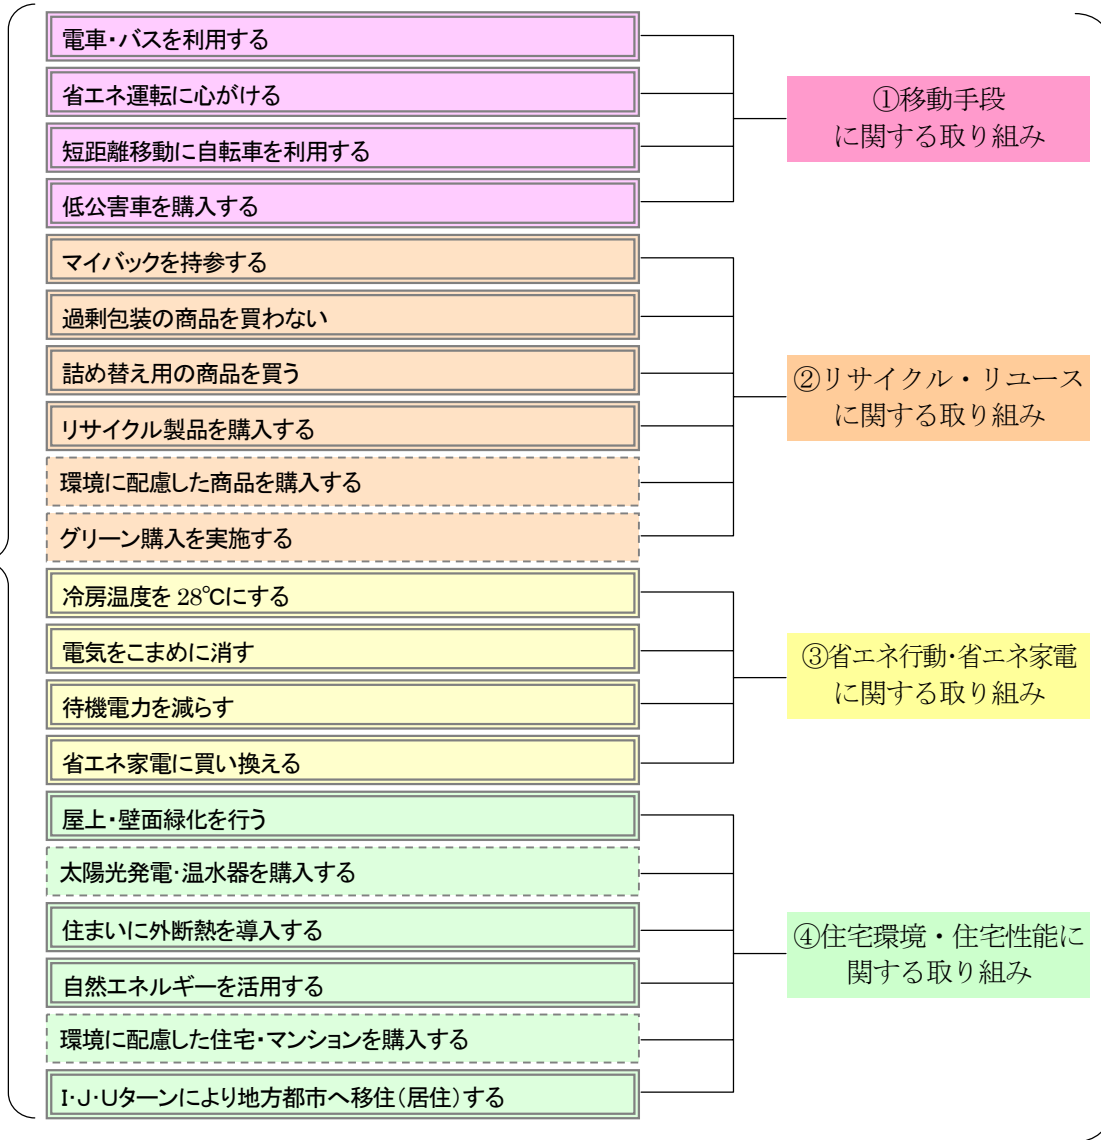 電車・バスを利用する
省エネ運転に心がける
短距離移動に自転車を利用する
低公害車を購入する
①移動手段
に関する取り組み
マイバックを持参する
過剰包装の商品を買わない
詰め替え用の商品を買う
リサイクル製品を購入する
環境に配慮した商品を購入する
グリーン購入を実施する
②リサイクル・リユース
に関する取り組み
冷房温度を 28℃にする
電気をこまめに消す
待機電力を減らす
省エネ家電に買い換える
③省エネ行動・省エネ家電
に関する取り組み
屋上・壁面緑化を行う
太陽光発電・温水器を購入する
住まいに外断熱を導入する
自然エネルギーを活用する
環境に配慮した住宅・マンションを購入する
I・J・Uターンにより地方都市へ移住(居住)する
④住宅環境・住宅性能に
関する取り組み